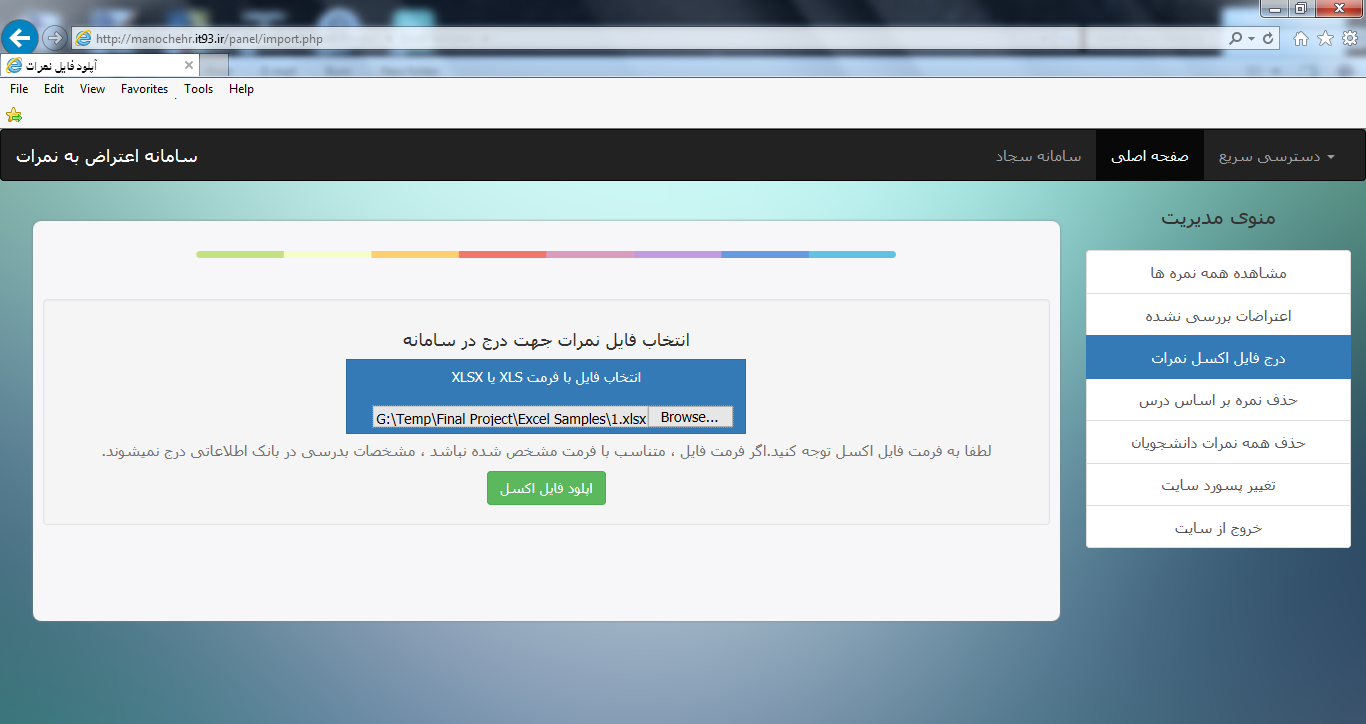 http://manochehr.it93.ir/panel/import.php
آپلود فایل نمرات
File Edit View Favorites Tools Help
سامانه اعتراض به نمرات
دسترسی سریع
صفحه اصلی
سامانه سجاد
منوی مدیریت
مشاهده همه نمره ها
اعتراضات بررسی نشده
درج فایل اکسل نمرات
حذف نمره بر اساس درس
حذف همه نمرات دانشجویان
تغییر پسورد سایت
خروج از سایت
انتخاب فایل نمرات جهت درج در سامانه
انتخاب فایل با فرمت XLS یا XLSX
G:\Temp\Final Project\Excel Samples\1.xlsx Browse...
لطفا به فرمت فایل اکسل توجه کنید.اگر فرمت فایل ، متناسب با فرمت مشخص شده نباشد ، مشخصات بدرسی در بانک اطلاعاتی درج نمیشوند.
اپلود فایل اکسل